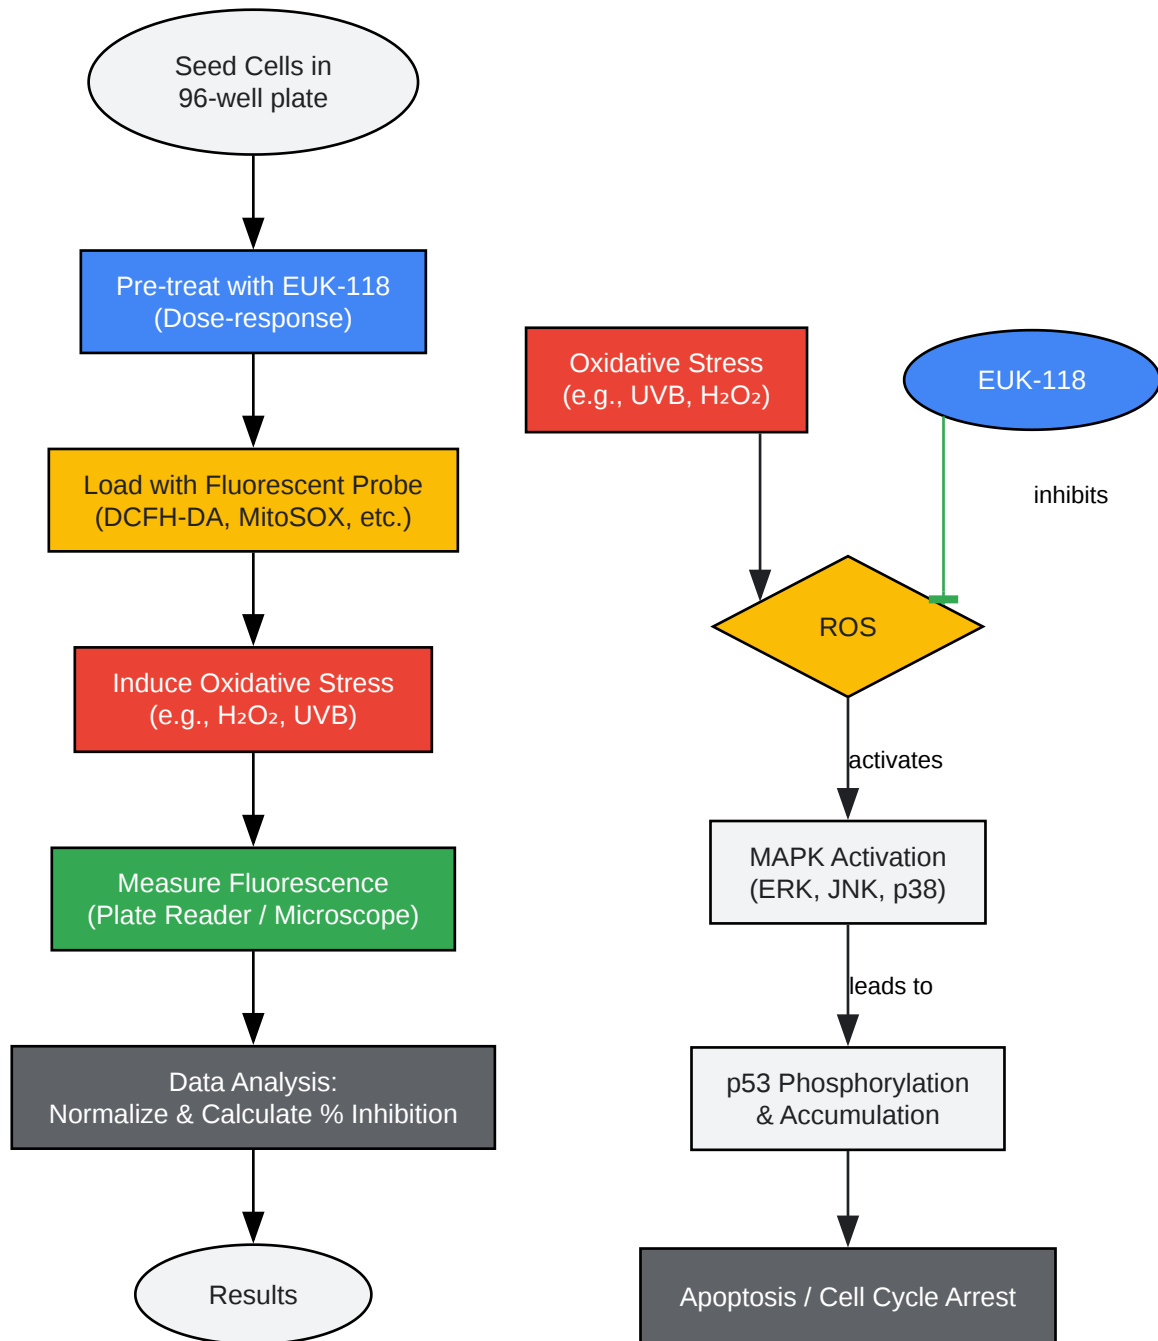 Seed Cells in
96-well plate
Pre-treat with EUK-118
(Dose-response)
Load with Fluorescent Probe
(DCFH-DA, MitoSOX, etc.)
Induce Oxidative Stress
(e.g., H₂O₂, UVB)
Measure Fluorescence
(Plate Reader / Microscope)
Data Analysis:
Normalize & Calculate % Inhibition
Results
Oxidative Stress
(e.g., UVB, H₂O₂)
EUK-118
inhibits
ROS
activates
MAPK Activation
(ERK, JNK, p38)
leads to
p53 Phosphorylation
& Accumulation
Apoptosis / Cell Cycle Arrest